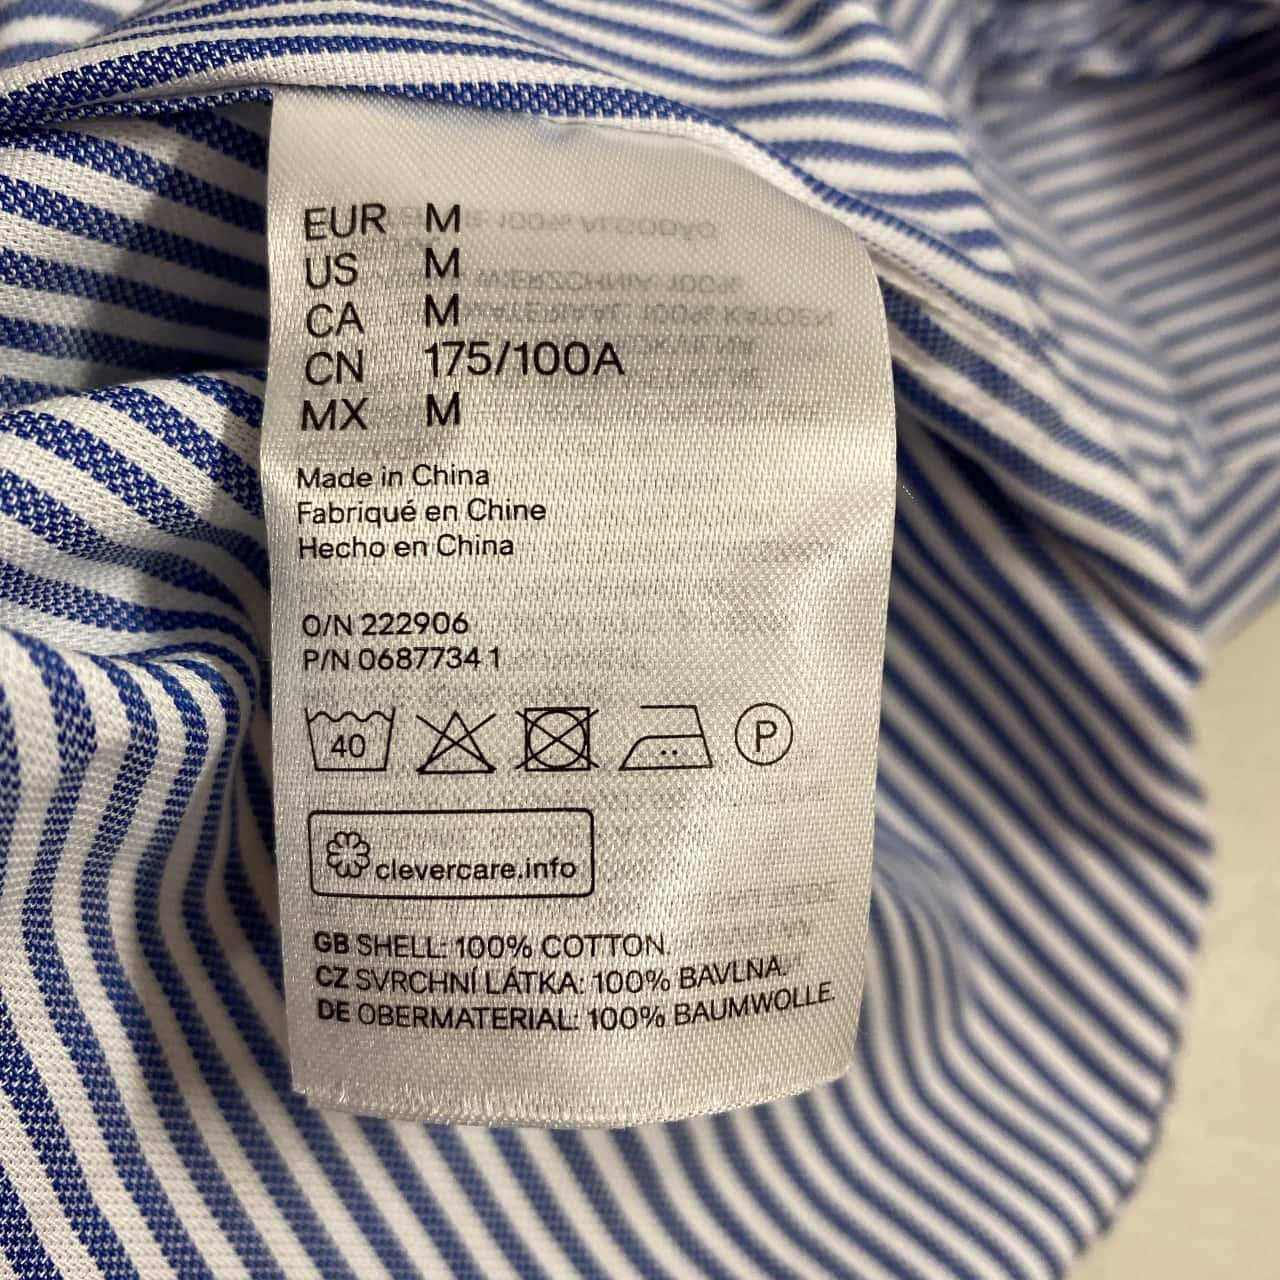 EUR M
US M
CA M
CN 175/100A
MX M
Made in China
Fabriqué en Chine
Hecho en China
O/N 222906
P/N 0687734 1
40
P
clevercare.info
GB SHELL: 100% COTTON.
CZ SVRCHNÍ LÁTKA: 100% BAVLNA.
DE OBERMATERIAL: 100% BAUMWOLLE.